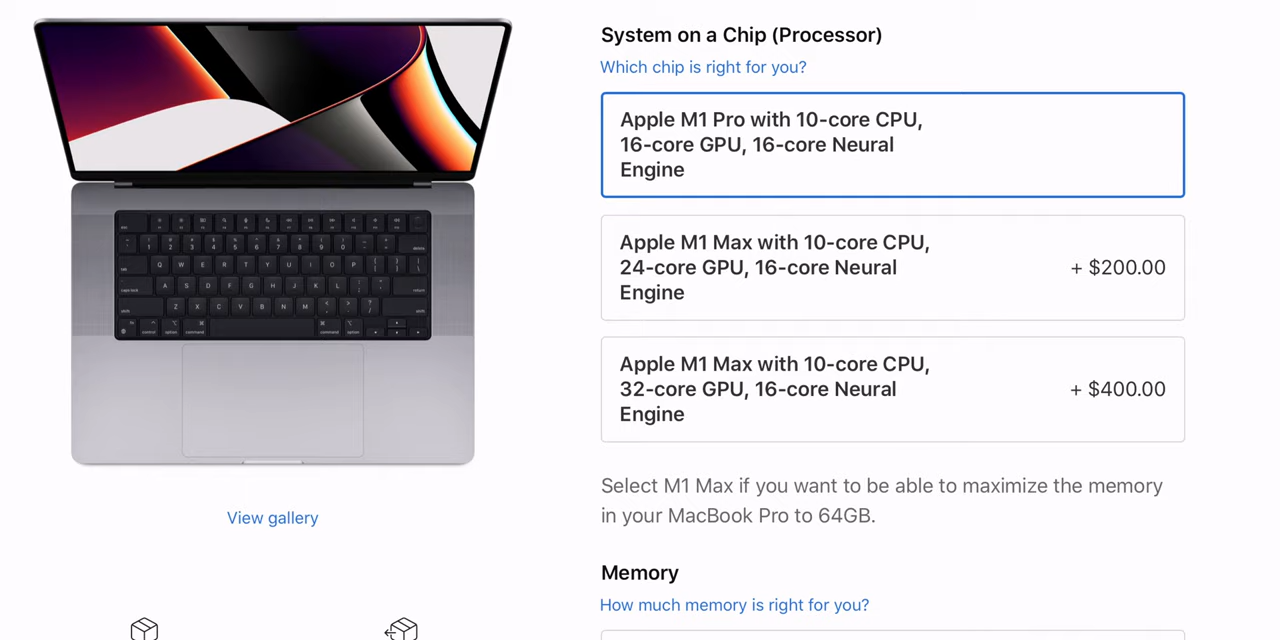 System on a Chip (Processor)
Which chip is right for you?
Apple M1 Pro with 10-core CPU,
16-core GPU, 16-core Neural
Engine
Apple M1 Max with 10-core CPU,
24-core GPU, 16-core Neural
Engine
+ $200.00
Apple M1 Max with 10-core CPU,
32-core GPU, 16-core Neural
Engine
+ $400.00
Select M1 Max if you want to be able to maximize the memory
in your MacBook Pro to 64GB.
View gallery
Memory
How much memory is right for you?